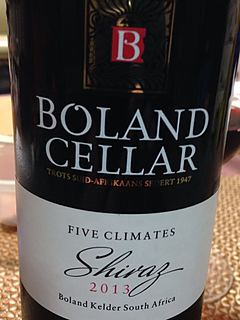 B
BOLAND
CELLAR
TROTS SUID-AFRIKAANS SEDERT 1947
FIVE CLIMATES
Shiraz
2013
Boland Kelder South Africa